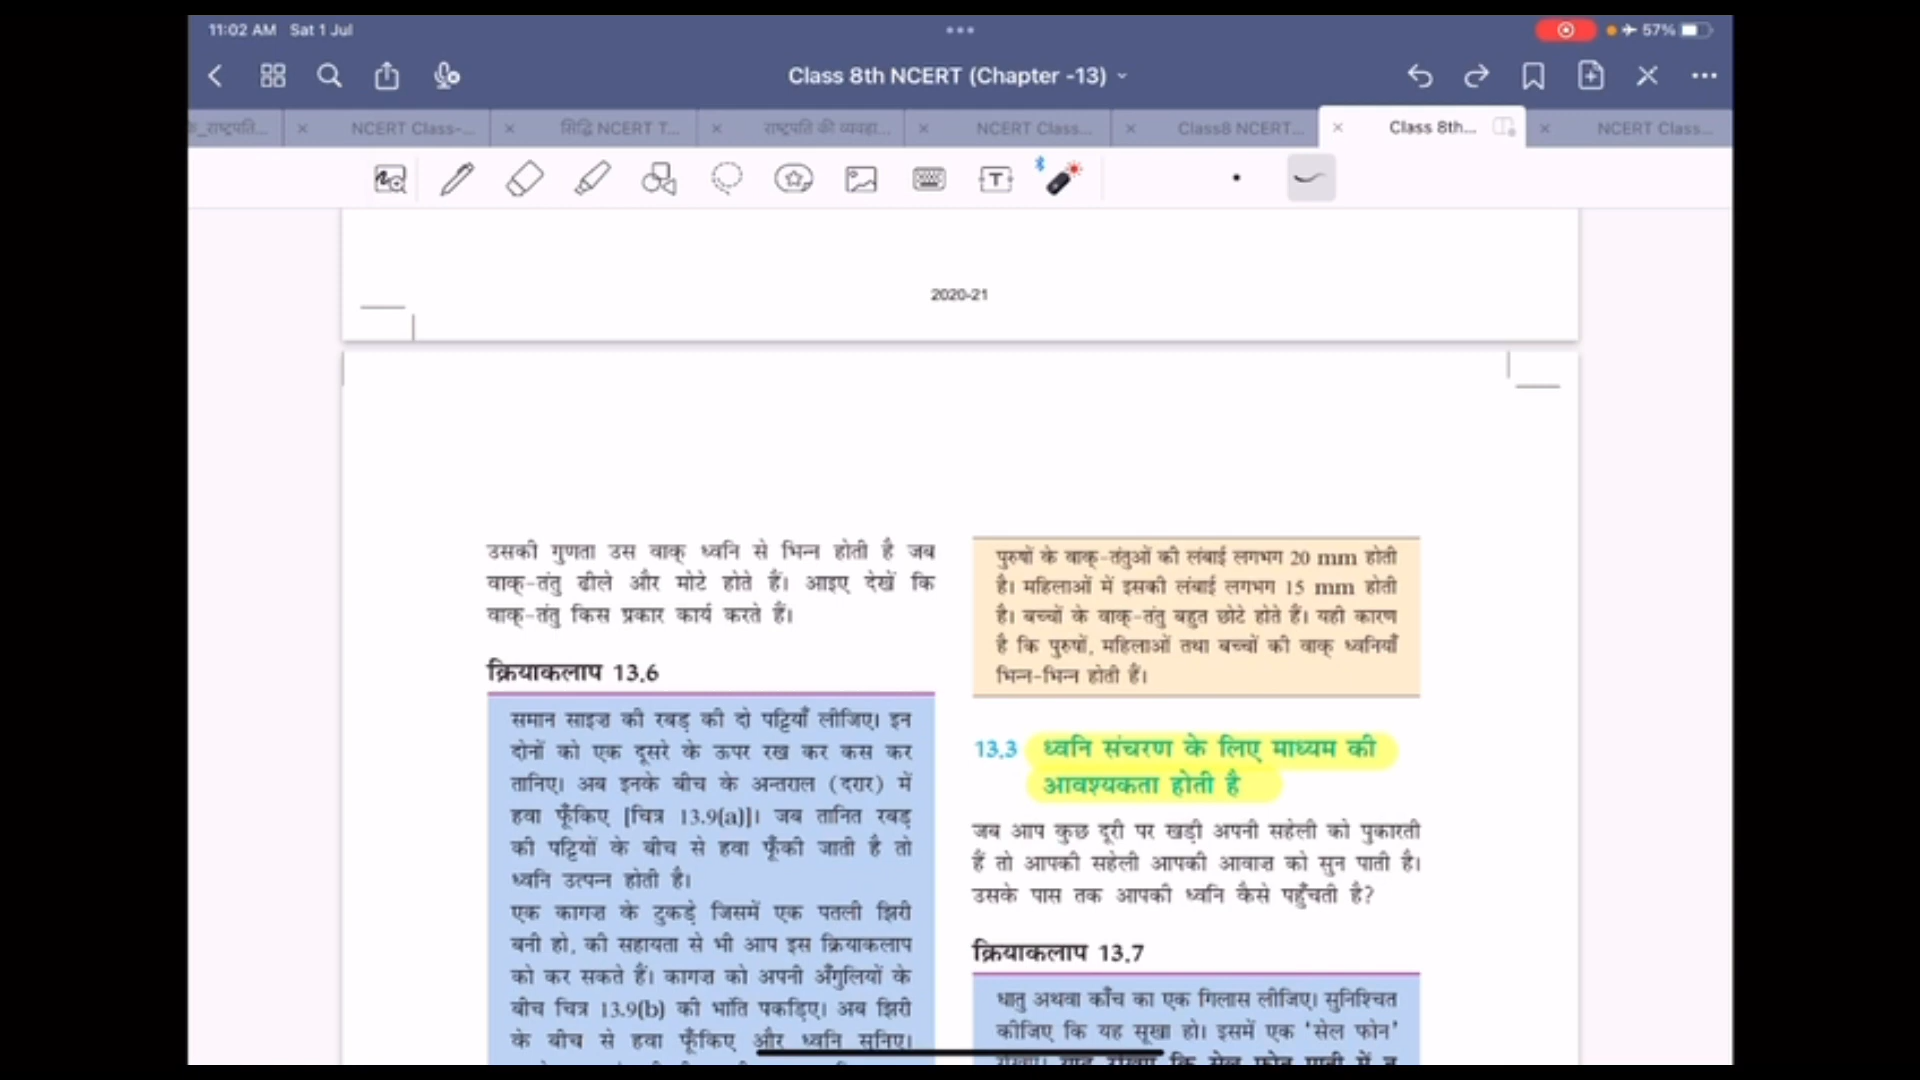 11:02 AM Sat 1 Jul
57%
Class 8th NCERT (Chapter -13)
राष्ट्रपति...
NCERT Class-...
सिद्धि NCERT T...
राष्ट्रपति की व्यवहा...
NCERT Class...
Class8 NCERT...
Class 8th...
NCERT Class...
2020-21
उसकी गुणता उस वाक् ध्वनि से भिन्न होती है जब
वाक्-तंतु ढीले और मोटे होते हैं। आइए देखें कि
वाक्-तंतु किस प्रकार कार्य करते हैं।
क्रियाकलाप 13.6
समान साइज़ की रबड़ की दो पट्टियाँ लीजिए। इन
दोनों को एक दूसरे के ऊपर रख कर कस कर
तानिए। अब इनके बीच के अन्तराल (दरार) में
हवा फूँकिए [चित्र 13.9(a)]। जब तानित रबड़
की पट्टियों के बीच से हवा फूँकी जाती है तो
ध्वनि उत्पन्न होती है।
एक कागज़ के टुकड़े जिसमें एक पतली झिरी
बनी हो, की सहायता से भी आप इस क्रियाकलाप
को कर सकते हैं। कागज़ को अपनी अँगुलियों के
बीच चित्र 13.9(b) की भांति पकड़िए। अब झिरी
के बीच से हवा फूँकिए और ध्वनि सुनिए।
पुरुषों के वाक्-तंतुओं की लंबाई लगभग 20 mm होती
है। महिलाओं में इसकी लंबाई लगभग 15 mm होती
है। बच्चों के वाक्-तंतु बहुत छोटे होते हैं। यही कारण
है कि पुरुषों, महिलाओं तथा बच्चों की वाक् ध्वनियाँ
भिन्न-भिन्न होती हैं।
13.3 ध्वनि संचरण के लिए माध्यम की
आवश्यकता होती है
जब आप कुछ दूरी पर खड़ी अपनी सहेली को पुकारती
हैं तो आपकी सहेली आपकी आवाज़ को सुन पाती है।
उसके पास तक आपकी ध्वनि कैसे पहुँचती है?
क्रियाकलाप 13.7
धातु अथवा काँच का एक गिलास लीजिए। सुनिश्चित
कीजिए कि यह सूखा हो। इसमें एक 'सेल फोन'
रखिए। याद रखिए कि सेल फोन पानी में न